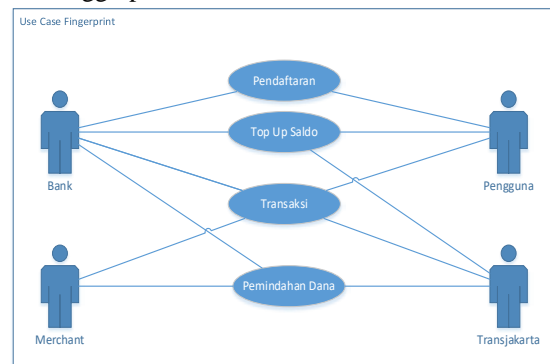 Use Case Fingerprint
Pendaftaran
Top Up Saldo
Bank
Pengguna
Transaksi
Pemindahan Dana
Merchant
Transjakarta